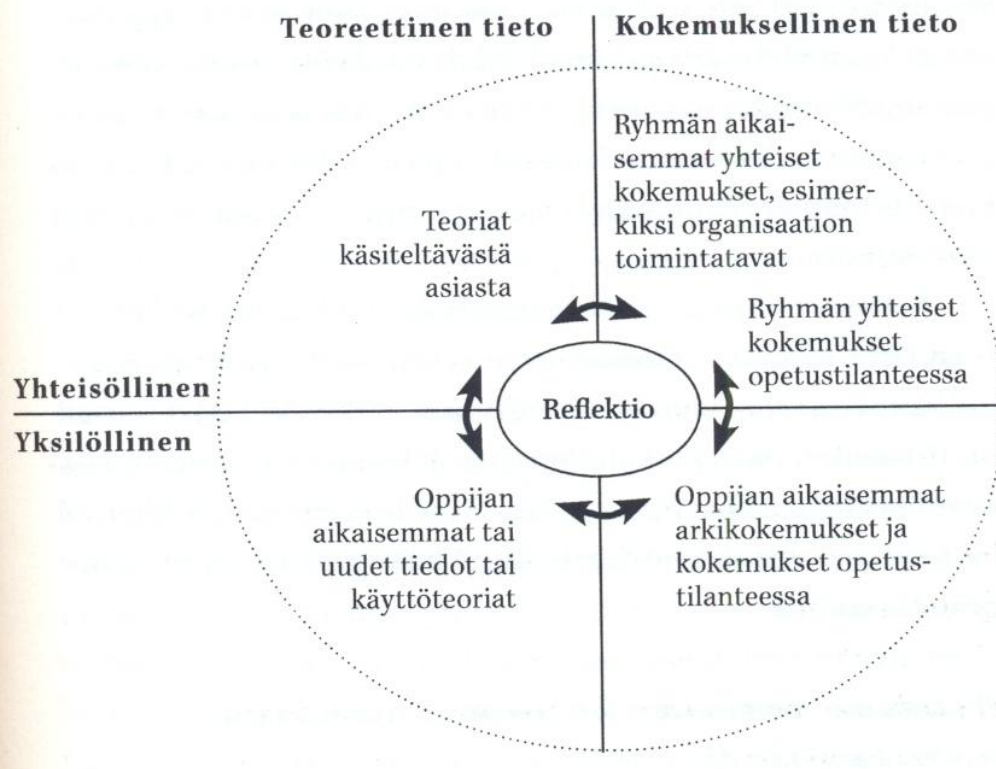 Teoreettinen tieto
Kokemuksellinen tieto
Ryhmän aikai-
semmat yhteiset
kokemukset, esimer-
kiksi organisaation
toimintatavat
Teoriat
käsiteltävästä
asiasta
Ryhmän yhteiset
kokemukset
opetustilanteessa
Yhteisöllinen
Yksilöllinen
Reflektio
Oppijan
aikaisemmat tai
uudet tiedot tai
käyttöteoriat
Oppijan aikaisemmat
arkikokemukset ja
kokemukset opetus-
tilanteessa